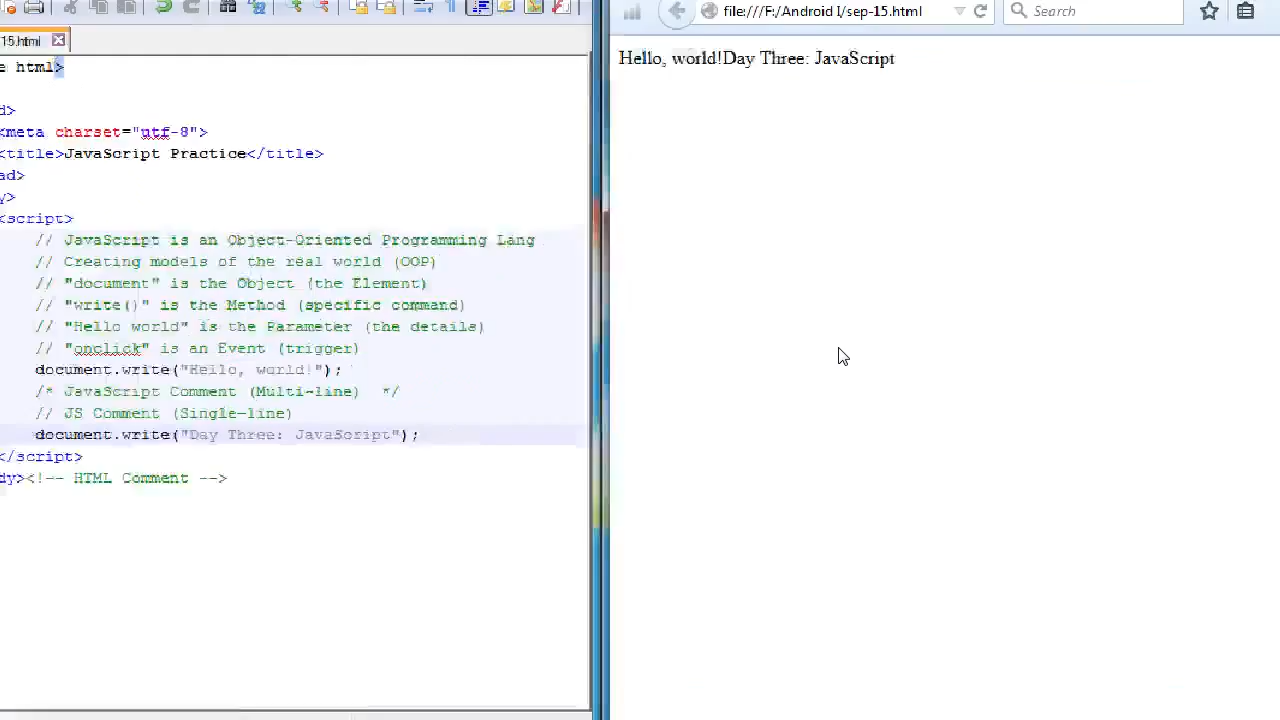 15.html
e html>
d>
<meta charset="utf-8">
<title>JavaScript Practice</title>
ad>
y>
<script>
// JavaScript is an Object-Oriented Programming Lang
// Creating models of the real world (OOP)
// "document" is the Object (the Element)
// "write()" is the Method (specific command)
// "Hello world" is the Parameter (the details)
// "onclick" is an Event (trigger)
document.write("Hello, world!");
/* JavaScript Comment (Multi-line)  */
// JS Comment (Single-line)
document.write("Day Three: JavaScript");
</script>
dy><!-- HTML Comment -->
file:///F:/Android I/sep-15.html
Search
Hello, world!Day Three: JavaScript